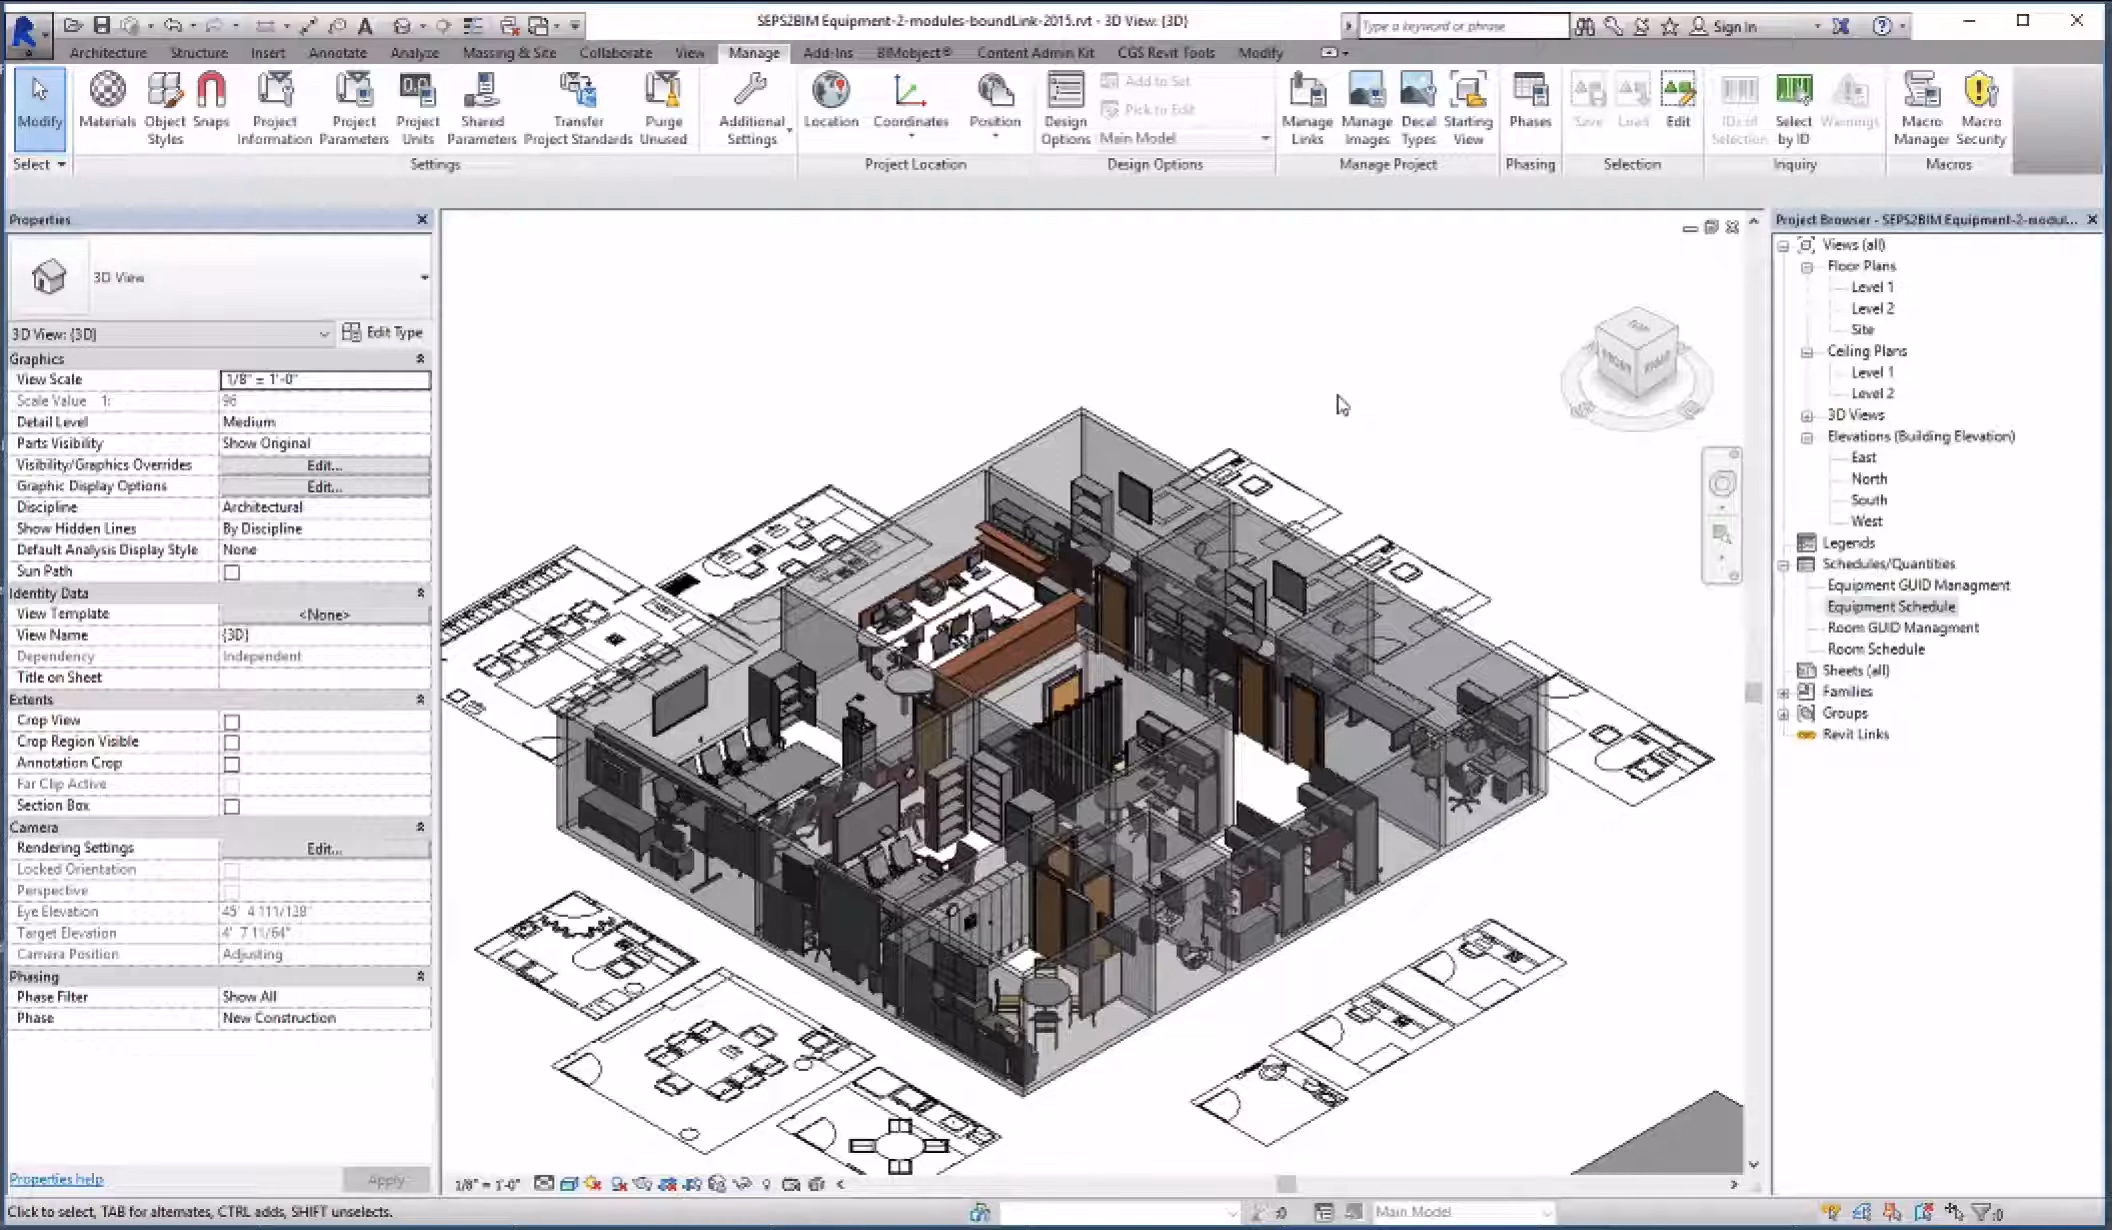 SEPS2BIM Equipment-2-modules-boundLink-2015.rvt - 3D View: {3D}
Type a keyword or phrase
Sign In
Architecture Structure Insert Annotate Analyze Massing & Site Collaborate View Manage Add-Ins BIMobject® Content Admin Kit CGS Revit Tools Modify
Modify
Materials
Object Styles
Snaps
Project Information
Project Parameters
Project Units
Shared Parameters
Transfer Project Standards
Purge Unused
Additional Settings
Location
Coordinates
Position
Design Options
Add to Set
Pick to Edit
Main Model
Manage Links
Manage Images
Decal Types
Starting View
Phases
Save
Load
Edit
IDs of Selection
Select by ID
Warnings
Macro Manager
Macro Security
Select
Settings
Project Location
Design Options
Manage Project
Phasing
Selection
Inquiry
Macros
Properties
3D View
3D View: {3D}
Edit Type
Graphics
View Scale 1/8" = 1'-0"
Scale Value 1: 96
Detail Level Medium
Parts Visibility Show Original
Visibility/Graphics Overrides Edit...
Graphic Display Options Edit...
Discipline Architectural
Show Hidden Lines By Discipline
Default Analysis Display Style None
Sun Path
Identity Data
View Template <None>
View Name {3D}
Dependency Independent
Title on Sheet
Extents
Crop View
Crop Region Visible
Annotation Crop
Far Clip Active
Section Box
Camera
Rendering Settings Edit...
Locked Orientation
Perspective
Eye Elevation
Target Elevation 4' 7 11/64"
Camera Position Adjusting
Phasing
Phase Filter Show All
Phase New Construction
Properties help
Apply
TOP
FRONT
RIGHT
Project Browser - SEPS2BIM Equipment-2-modul...
Views (all)
Floor Plans
Level 1
Level 2
Site
Ceiling Plans
Level 1
Level 2
3D Views
Elevations (Building Elevation)
East
North
South
West
Legends
Schedules/Quantities
Equipment GUID Managment
Equipment Schedule
Room GUID Managment
Room Schedule
Sheets (all)
Families
Groups
Revit Links
1/8" = 1'-0"
Click to select, TAB for alternates, CTRL adds, SHIFT unselects.
:0
Main Model
:0